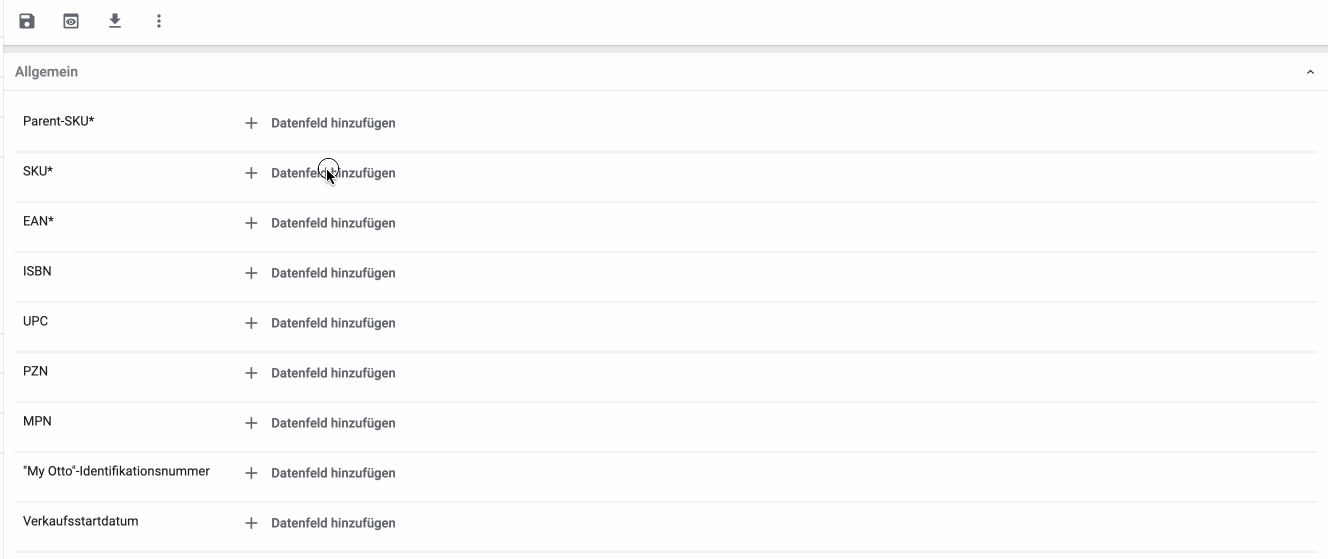 Allgemein
Parent-SKU* Datenfeld hinzufügen
SKU* Datenfeld hinzufügen
EAN* Datenfeld hinzufügen
ISBN Datenfeld hinzufügen
UPC Datenfeld hinzufügen
PZN Datenfeld hinzufügen
MPN Datenfeld hinzufügen
"My Otto"-Identifikationsnummer Datenfeld hinzufügen
Verkaufsstartdatum Datenfeld hinzufügen